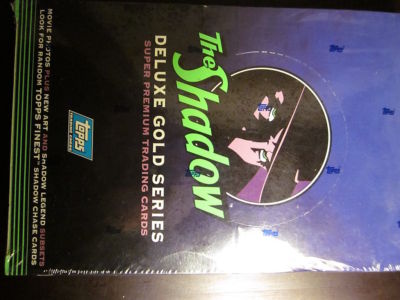 The Shadow
DELUXE GOLD SERIES
SUPER PREMIUM TRADING CARDS
topps
MOVIE PHOTOS PLUS NEW ART AND SHADOW LEGEND SUBSETS
LOOK FOR RANDOM TOPPS FINEST™ SHADOW CHASE CARDS